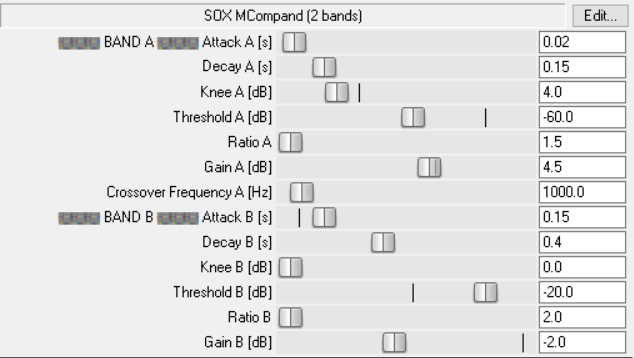 SOX MCompand (2 bands) Edit...
BAND A Attack A [s] 0.02
Decay A [s] 0.15
Knee A [dB] 4.0
Threshold A [dB] -60.0
Ratio A 1.5
Gain A [dB] 4.5
Crossover Frequency A [Hz] 1000.0
BAND B Attack B [s] 0.15
Decay B [s] 0.4
Knee B [dB] 0.0
Threshold B [dB] -20.0
Ratio B 2.0
Gain B [dB] -2.0